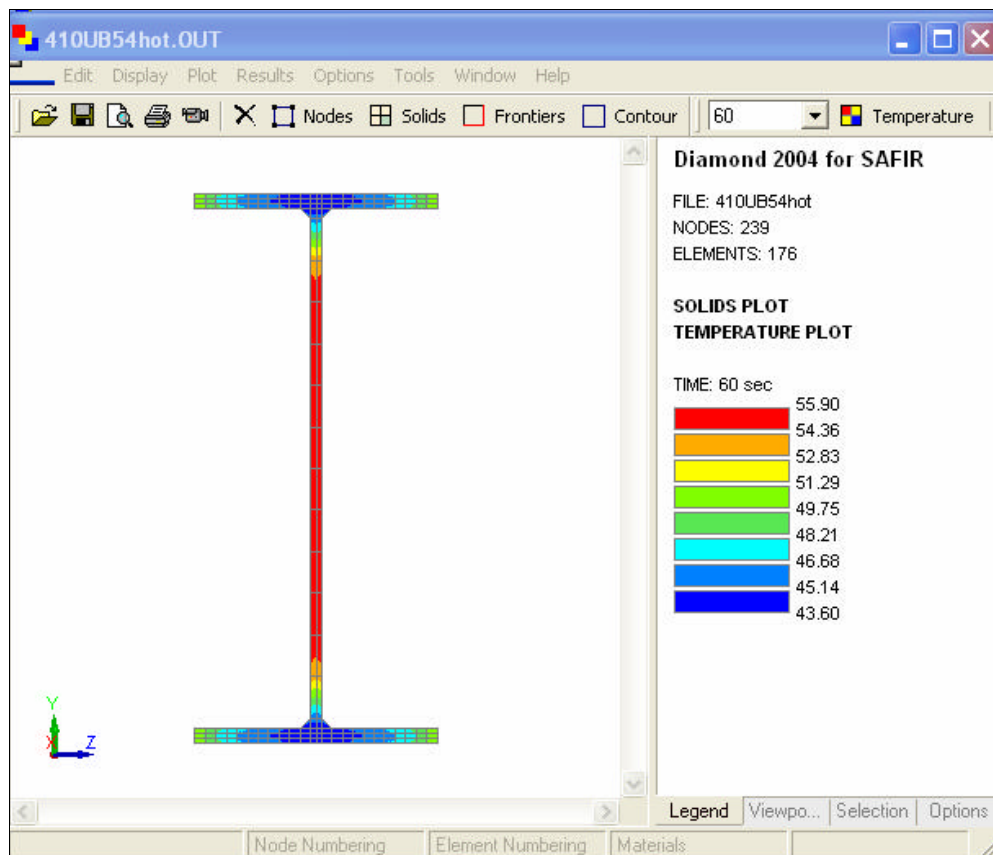 410UB54hot.OUT
Edit Display Plot Results Options Tools Window Help
Nodes Solids Frontiers Contour 60 Temperature
Diamond 2004 for SAFIR
FILE: 410UB54hot
NODES: 239
ELEMENTS: 176
SOLIDS PLOT
TEMPERATURE PLOT
TIME: 60 sec
55.90
54.36
52.83
51.29
49.75
48.21
46.68
45.14
43.60
Y
X Z
Legend Viewpo... Selection Options
Node Numbering Element Numbering Materials